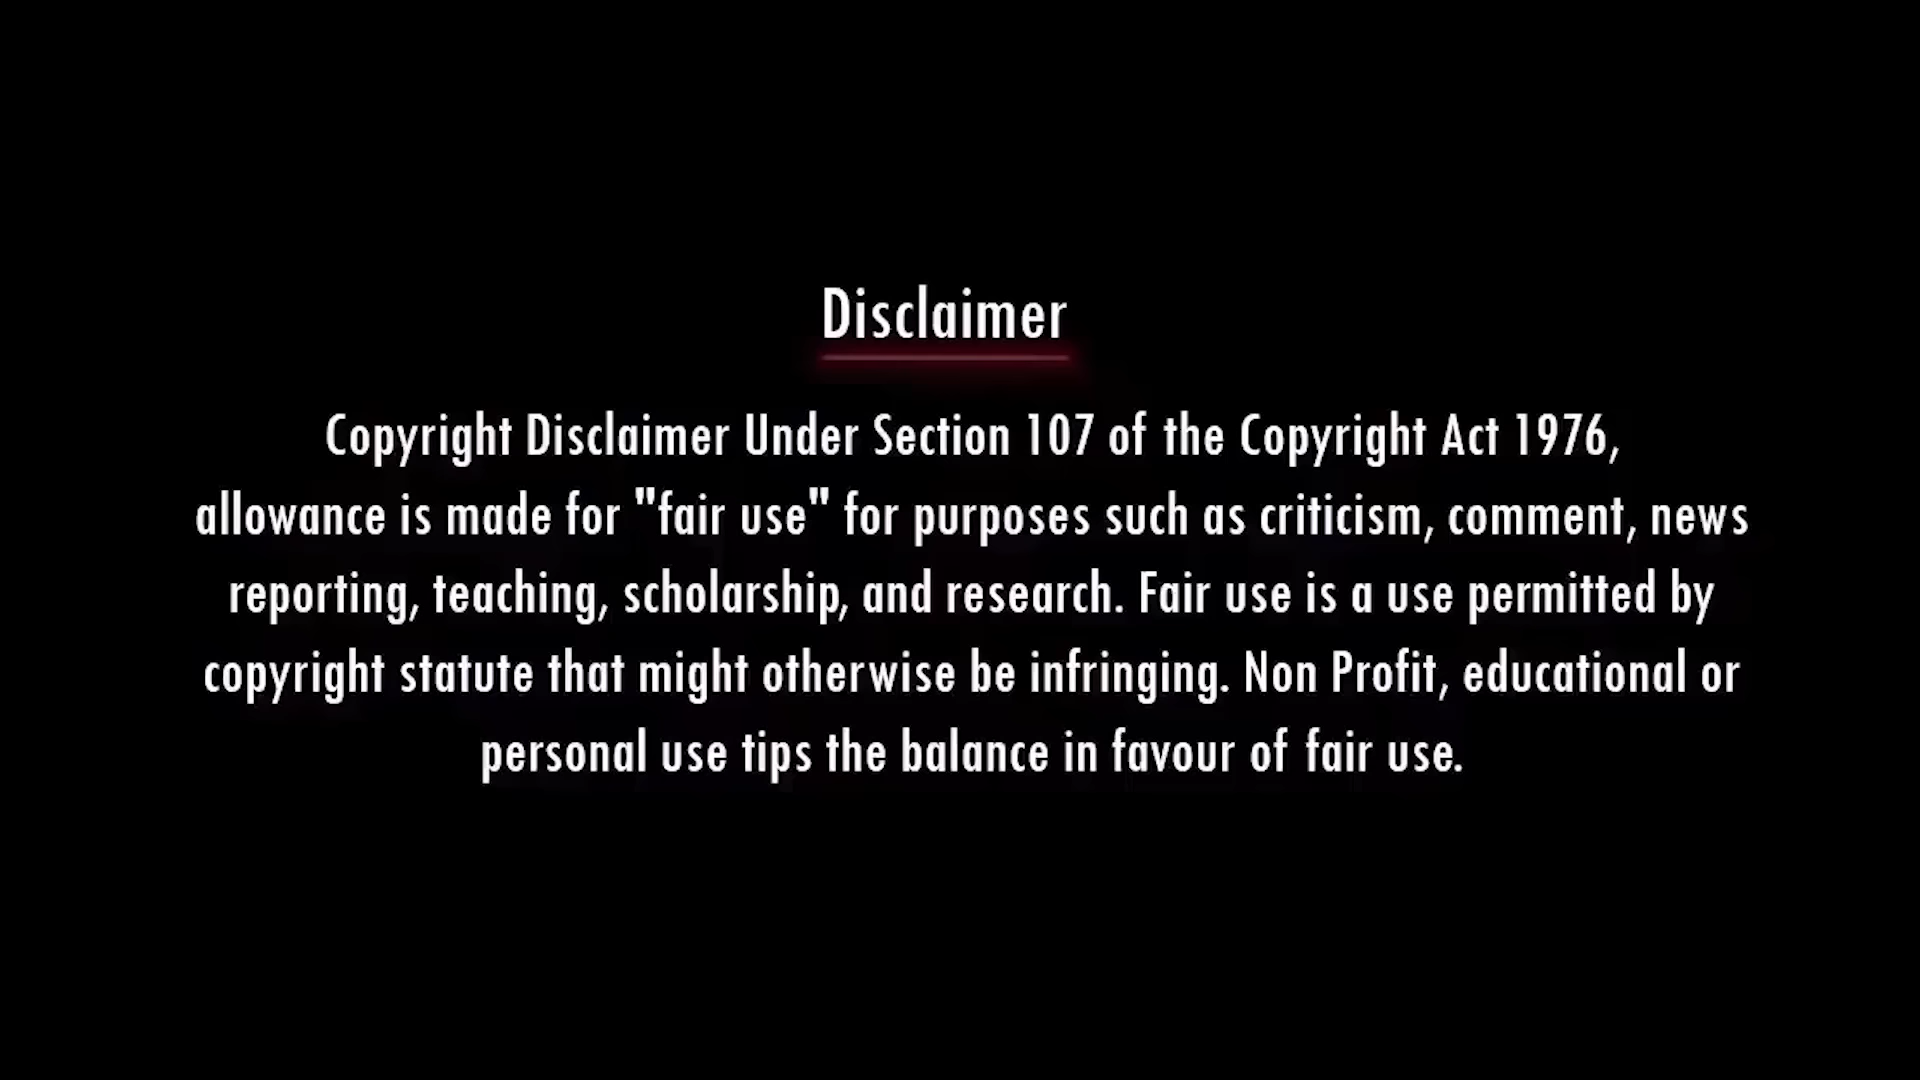 Disclaimer
Copyright Disclaimer Under Section 107 of the Copyright Act 1976,
allowance is made for "fair use" for purposes such as criticism, comment, news
reporting, teaching, scholarship, and research. Fair use is a use permitted by
copyright statute that might otherwise be infringing. Non Profit, educational or
personal use tips the balance in favour of fair use.